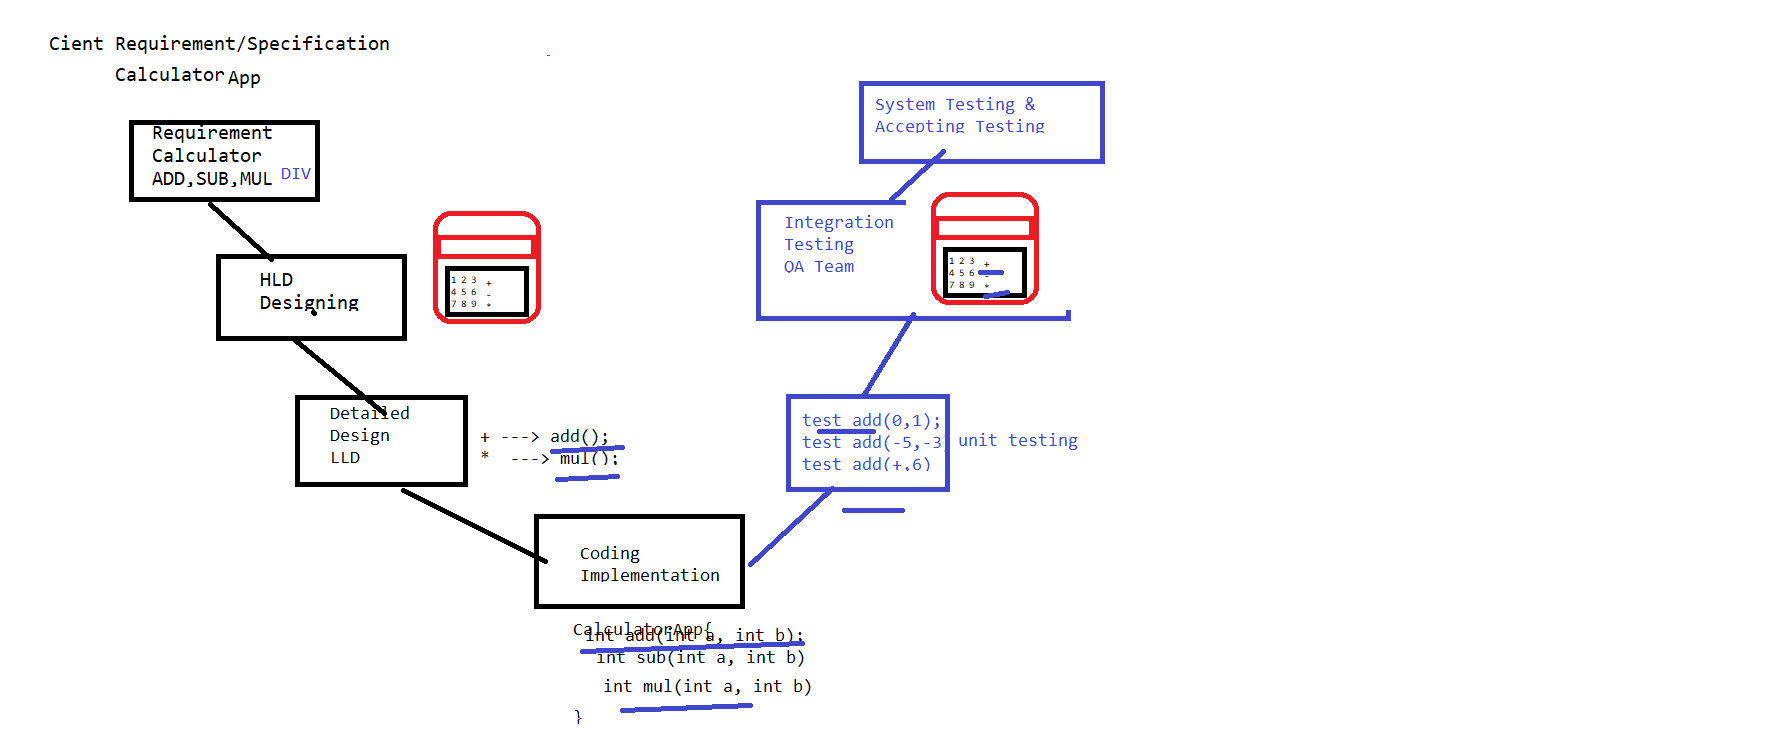 Cient Requirement/Specification
Calculator App
Requirement
Calculator
ADD,SUB,MUL DIV
HLD
Designing
1 2 3 +
4 5 6 -
7 8 9 *
Detailed
Design
LLD
+ ---> add();
* ---> mul();
Coding
Implementation
CalculatorApp{
int add(int a, int b);
int sub(int a, int b)
int mul(int a, int b)
}
System Testing &
Accepting Testing
Integration
Testing
QA Team
1 2 3 +
4 5 6 -
7 8 9 *
test add(0,1);
test add(-5,-3
test add(+,6)
unit testing